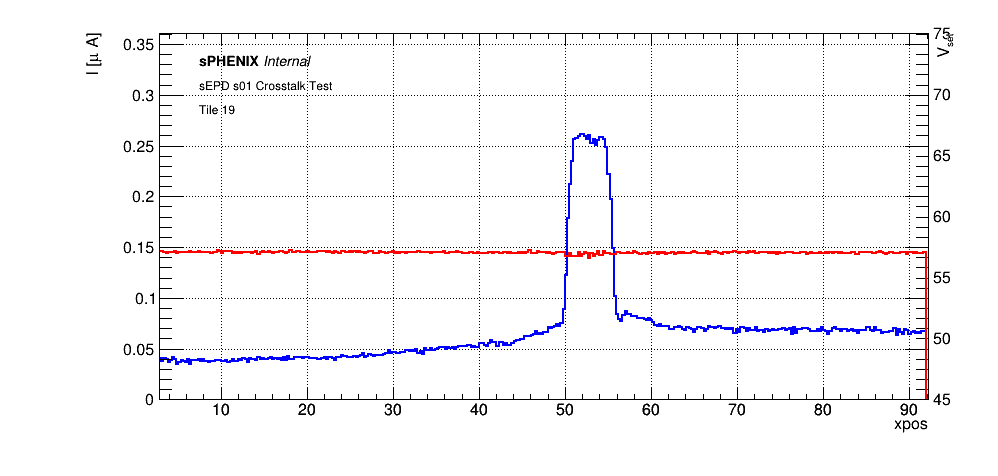 I [μ A]
0.35
0.3
0.25
0.2
0.15
0.1
0.05
0
sPHENIX Internal
sEPD s01 Crosstalk Test
Tile 19
75
70
65
60
55
50
45
V_set
10 20 30 40 50 60 70 80 90
xpos